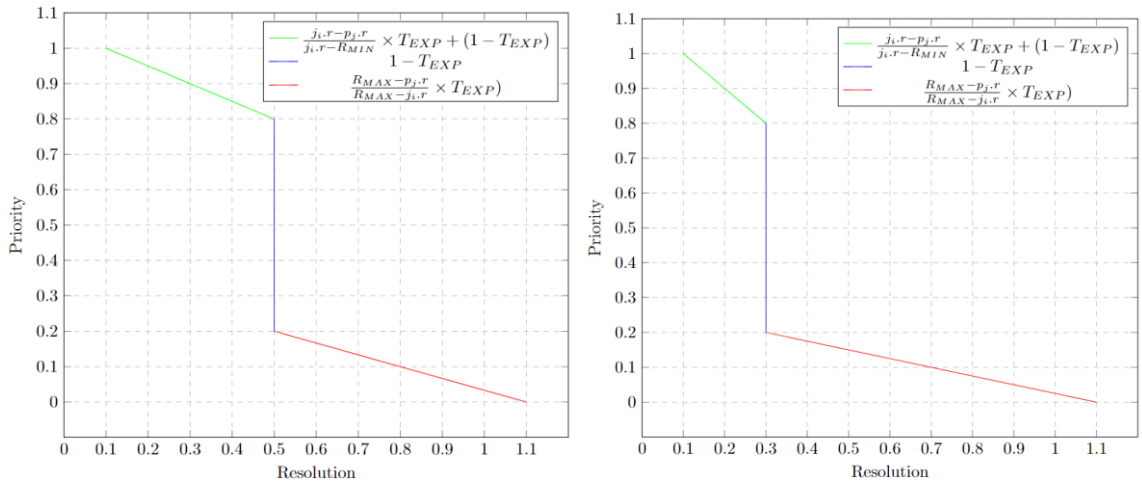 1.1
1
0.9
0.8
0.7
0.6
0.5
0.4
0.3
0.2
0.1
0
Priority
j_i.r−p_j.r / j_i.r−R_MIN × T_EXP + (1 − T_EXP)
1 − T_EXP
R_MAX−p_j.r / R_MAX−j_i.r × T_EXP)
0 0.1 0.2 0.3 0.4 0.5 0.6 0.7 0.8 0.9 1 1.1
Resolution
1.1
1
0.9
0.8
0.7
0.6
0.5
0.4
0.3
0.2
0.1
0
Priority
j_i.r−p_j.r / j_i.r−R_MIN × T_EXP + (1 − T_EXP)
1 − T_EXP
R_MAX−p_j.r / R_MAX−j_i.r × T_EXP)
0 0.1 0.2 0.3 0.4 0.5 0.6 0.7 0.8 0.9 1 1.1
Resolution